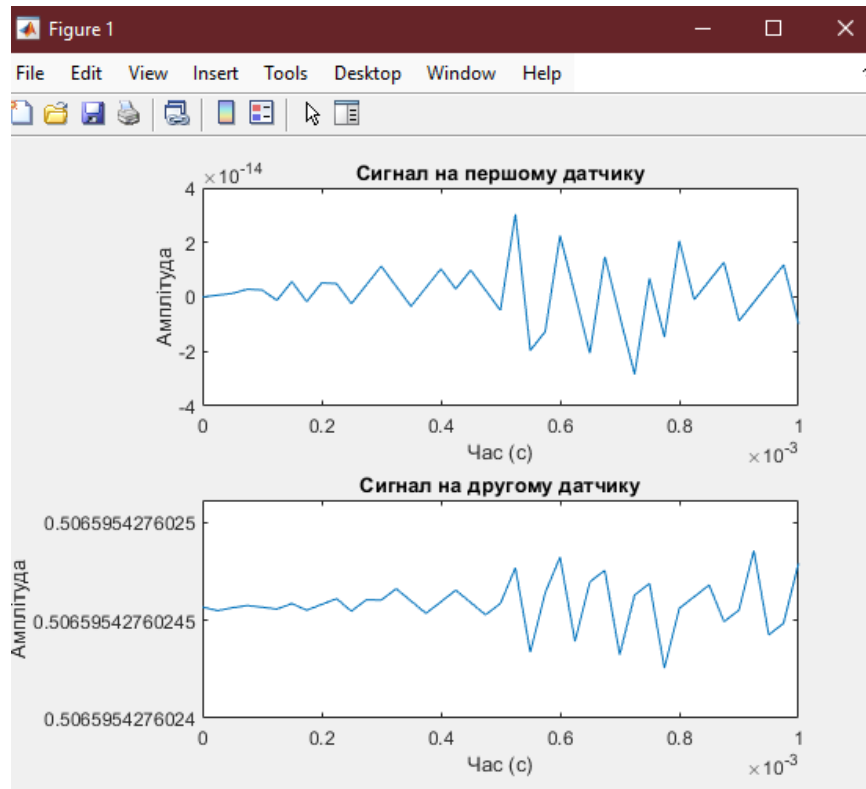 Figure 1
File Edit View Insert Tools Desktop Window Help
×10-14
Сигнал на першому датчику
4
2
0
-2
-4
Амплітуда
0 0.2 0.4 0.6 0.8 1
Час (с)
×10-3
Сигнал на другому датчику
0.5065954276025
0.50659542760245
0.5065954276024
Амплітуда
0 0.2 0.4 0.6 0.8 1
Час (с)
×10-3